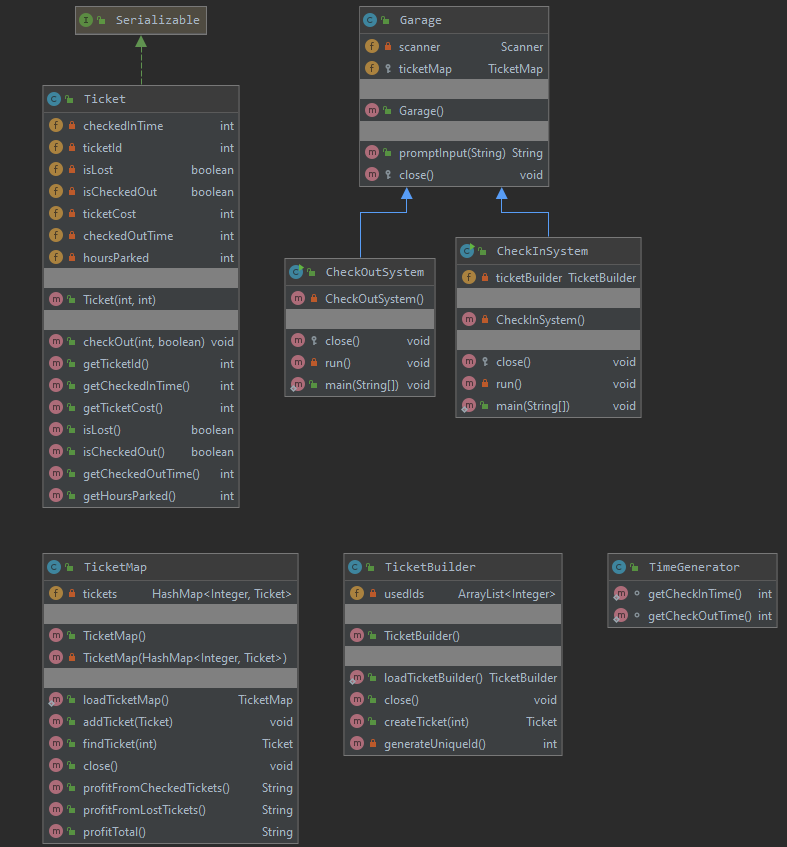 Serializable
Ticket
checkedInTime int
ticketId int
isLost boolean
isCheckedOut boolean
ticketCost int
checkedOutTime int
hoursParked int
Ticket(int, int)
checkOut(int, boolean) void
getTicketId() int
getCheckedInTime() int
getTicketCost() int
isLost() boolean
isCheckedOut() boolean
getCheckedOutTime() int
getHoursParked() int
Garage
scanner Scanner
ticketMap TicketMap
Garage()
promptInput(String) String
close() void
CheckOutSystem
CheckOutSystem()
close() void
run() void
main(String[]) void
CheckInSystem
ticketBuilder TicketBuilder
CheckInSystem()
close() void
run() void
main(String[]) void
TicketMap
tickets HashMap<Integer, Ticket>
TicketMap()
TicketMap(HashMap<Integer, Ticket>)
loadTicketMap() TicketMap
addTicket(Ticket) void
findTicket(int) Ticket
close() void
profitFromCheckedTickets() String
profitFromLostTickets() String
profitTotal() String
TicketBuilder
usedIds ArrayList<Integer>
TicketBuilder()
loadTicketBuilder() TicketBuilder
close() void
createTicket(int) Ticket
generateUniqueId() int
TimeGenerator
getCheckInTime() int
getCheckOutTime() int